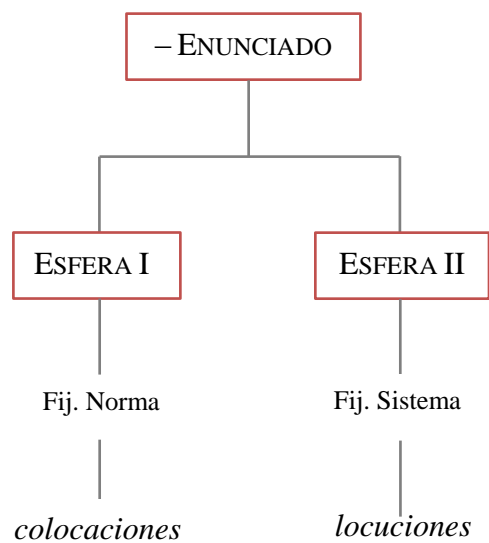 – ENUNCIADO
ESFERA I
ESFERA II
Fij. Norma
Fij. Sistema
colocaciones
locuciones